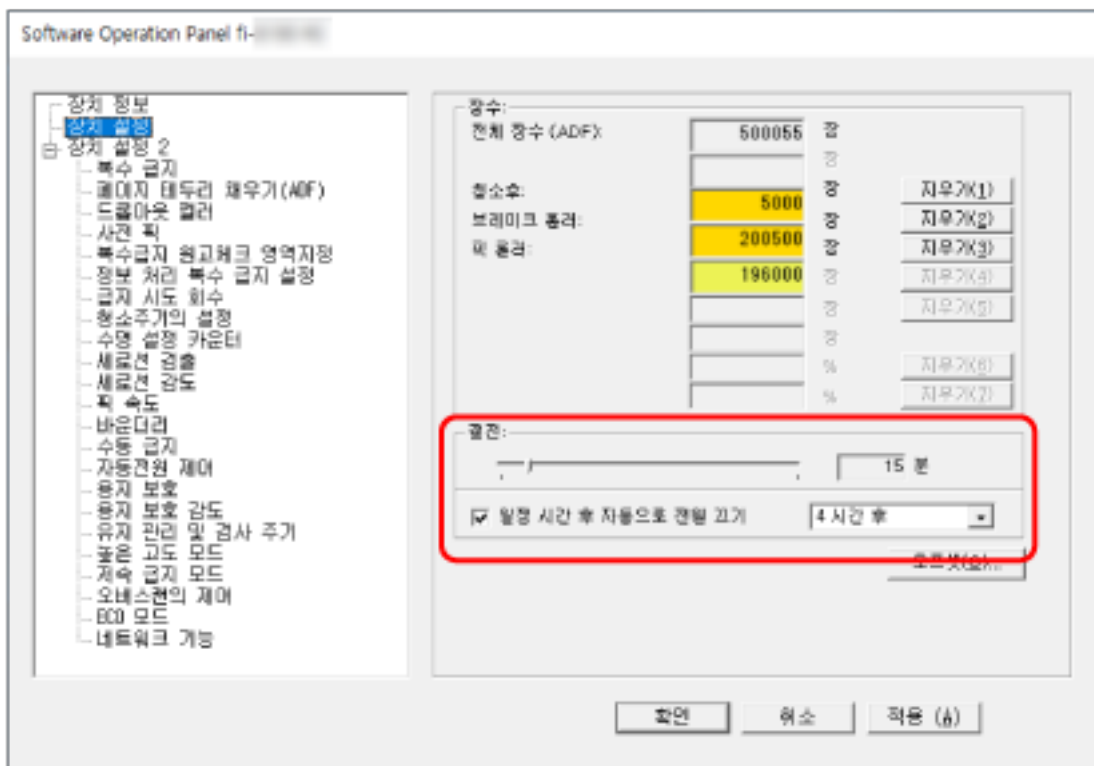 Software Operation Panel fi-
장치 정보
장치 설정
장치 설정 2
복수 급지
페이지 테두리 채우기(ADF)
드롭아웃 컬러
사전 픽
복수급지 원고체크 영역지정
정보 처리 복수 급지 설정
급지 시도 회수
청소주기의 설정
수명 설정 카운터
세로선 검출
세로선 감도
픽 속도
바운더리
수동 급지
자동전원 제어
용지 보호
용지 보호 감도
유지 관리 및 검사 주기
높은 고도 모드
저속 급지 모드
오버스캔의 제어
ECO 모드
네트워크 기능
장수:
전체 장수(ADF): 500055 장
장
청소후: 5000 장 지우기(1)
브레이크 롤러: 200500 장 지우기(2)
픽 롤러: 196000 장 지우기(3)
장 지우기(4)
장 지우기(5)
장
% 지우기(6)
% 지우기(7)
절전:
15 분
일정 시간 후 자동으로 전원 끄기 4 시간 후
오프셋(O)...
확인 취소 적용 (A)